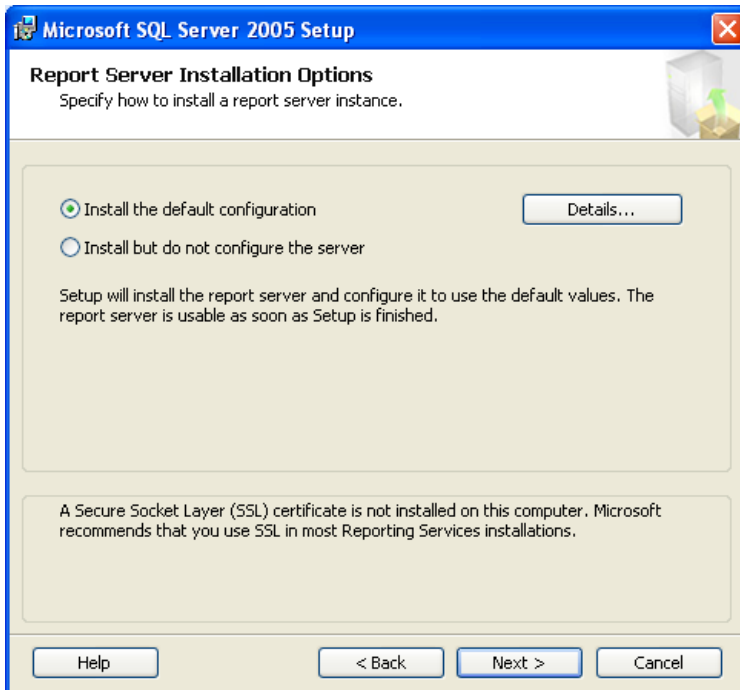 Microsoft SQL Server 2005 Setup
Report Server Installation Options
Specify how to install a report server instance.
Install the default configuration
Details...
Install but do not configure the server
Setup will install the report server and configure it to use the default values. The
report server is usable as soon as Setup is finished.
A Secure Socket Layer (SSL) certificate is not installed on this computer. Microsoft
recommends that you use SSL in most Reporting Services installations.
Help
< Back
Next >
Cancel